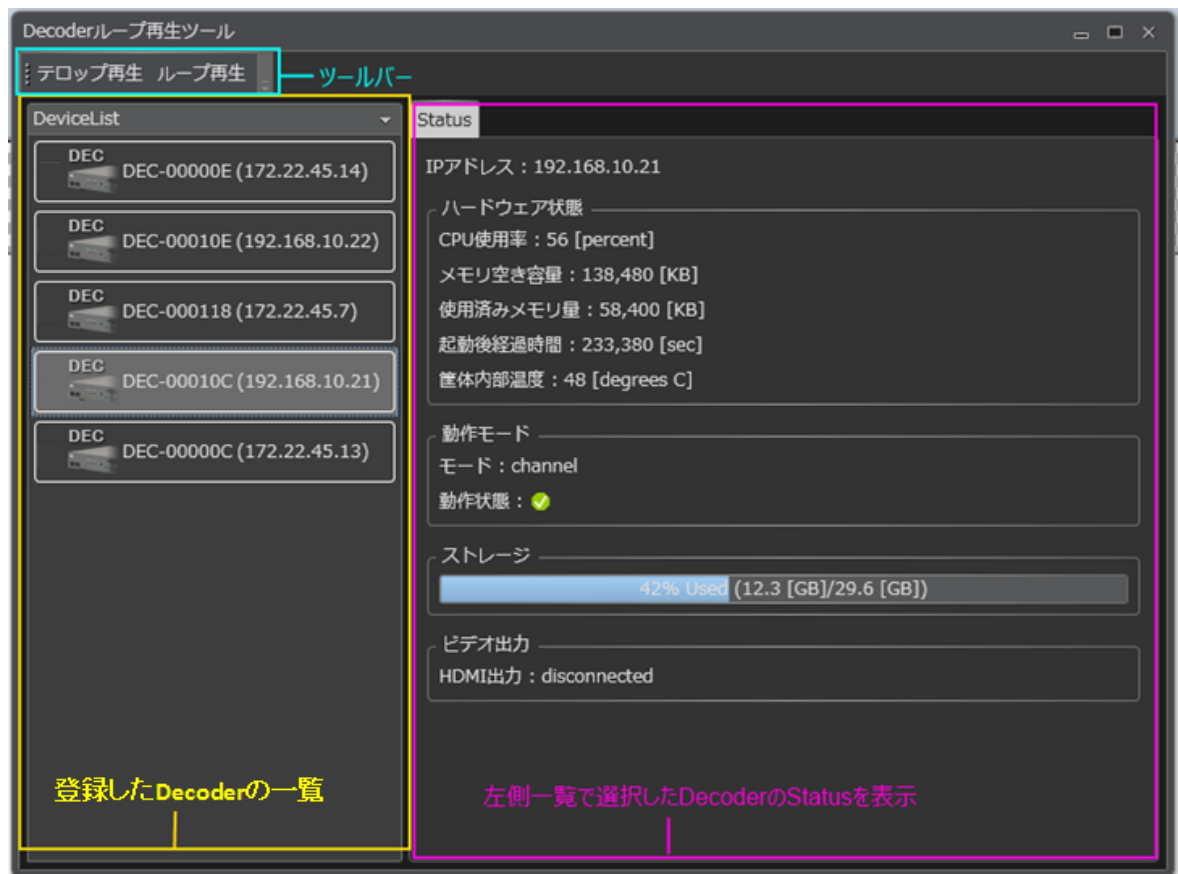 Decoderループ再生ツール
テロップ再生 ループ再生
ツールバー
DeviceList
DEC
DEC-00000E (172.22.45.14)
DEC
DEC-00010E (192.168.10.22)
DEC
DEC-000118 (172.22.45.7)
DEC
DEC-00010C (192.168.10.21)
DEC
DEC-00000C (172.22.45.13)
登録したDecoderの一覧
Status
IPアドレス：192.168.10.21
ハードウェア状態
CPU使用率：56 [percent]
メモリ空き容量：138,480 [KB]
使用済みメモリ量：58,400 [KB]
起動後経過時間：233,380 [sec]
筐体内部温度：48 [degrees C]
動作モード
モード：channel
動作状態：
ストレージ
42% Used (12.3 [GB]/29.6 [GB])
ビデオ出力
HDMI出力：disconnected
左側一覧で選択したDecoderのStatusを表示